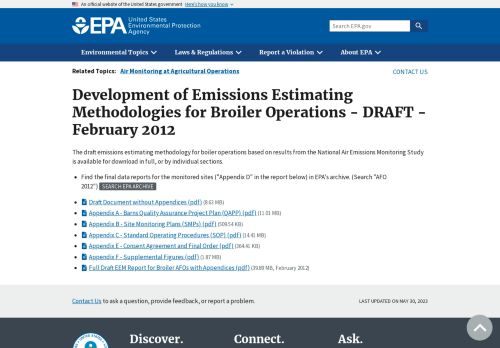 An official website of the United States government Here's how you know
EPA United States
Environmental Protection
Agency
Search EPA.gov
Environmental Topics Laws & Regulations Report a Violation About EPA
Related Topics: Air Monitoring at Agricultural Operations CONTACT US
Development of Emissions Estimating
Methodologies for Broiler Operations - DRAFT -
February 2012
The draft emissions estimating methodology for boiler operations based on results from the National Air Emissions Monitoring Study
is available for download in full, or by individual sections.
Find the final data reports for the monitored sites ("Appendix D" in the report below) in EPA's archive. (Search "AFO
2012") SEARCH EPA ARCHIVE
Draft Document without Appendices (pdf) (8.63 MB)
Appendix A - Barns Quality Assurance Project Plan (QAPP) (pdf) (11.01 MB)
Appendix B - Site Monitoring Plans (SMPs) (pdf) (509.54 KB)
Appendix C - Standard Operating Procedures (SOP) (pdf) (14.41 MB)
Appendix E - Consent Agreement and Final Order (pdf) (364.41 KB)
Appendix F - Supplemental Figures (pdf) (1.87 MB)
Full Draft EEM Report for Broiler AFOs with Appendices (pdf) (39.89 MB, February 2012)
Contact Us to ask a question, provide feedback, or report a problem. LAST UPDATED ON MAY 30, 2023
Discover. Connect. Ask.